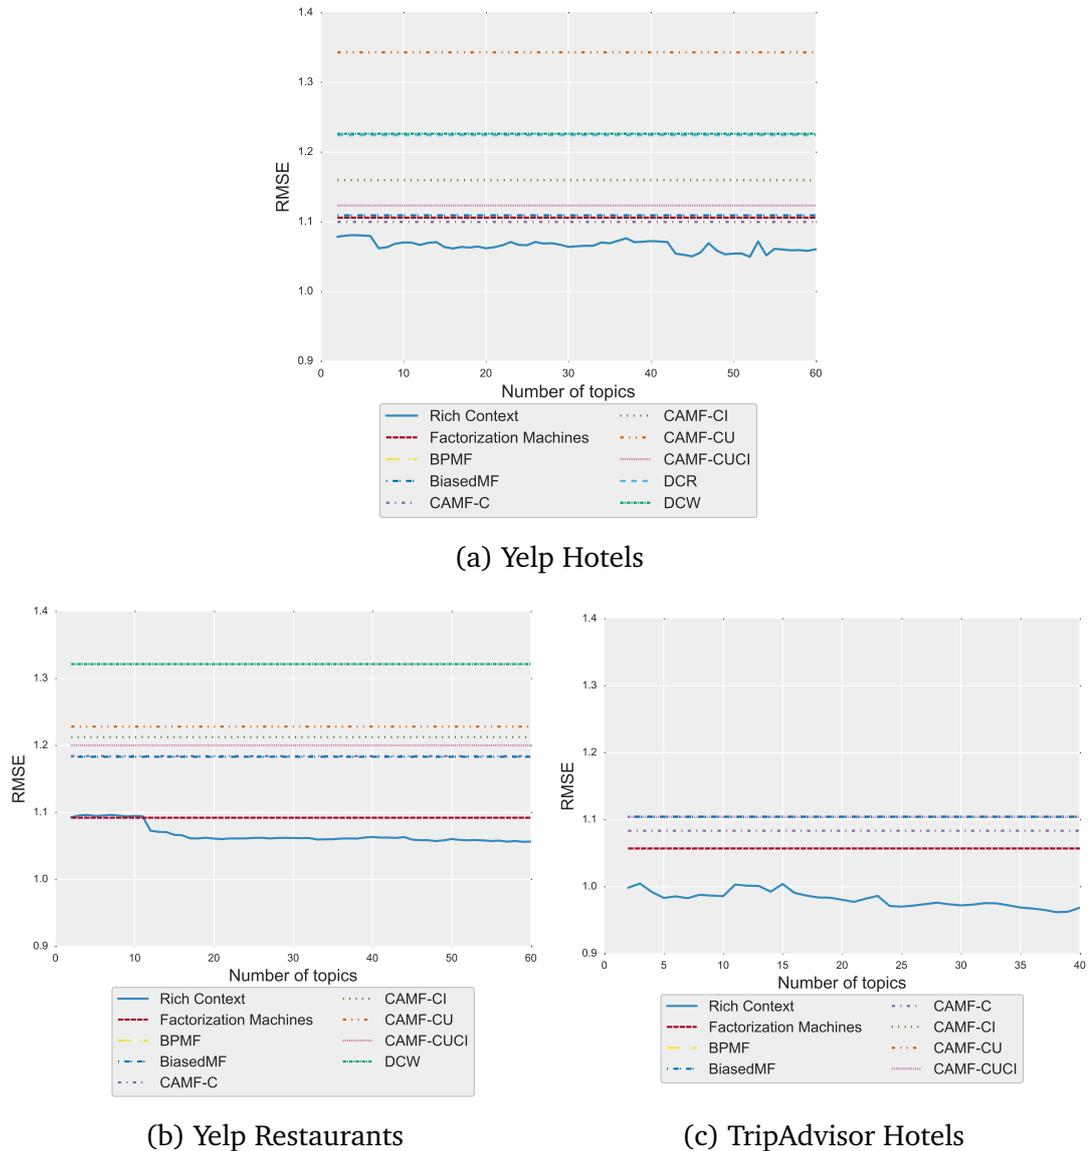 1.4
1.3
1.2
1.1
1.0
0.9
RMSE
0 10 20 30 40 50 60
Number of topics
Rich Context CAMF-CI
Factorization Machines CAMF-CU
BPMF CAMF-CUCI
BiasedMF DCR
CAMF-C DCW
(a) Yelp Hotels
1.4
1.3
1.2
1.1
1.0
0.9
RMSE
0 10 20 30 40 50 60
Number of topics
Rich Context CAMF-CI
Factorization Machines CAMF-CU
BPMF CAMF-CUCI
BiasedMF DCW
CAMF-C
(b) Yelp Restaurants
1.4
1.3
1.2
1.1
1.0
0.9
RMSE
0 5 10 15 20 25 30 35 40
Number of topics
Rich Context CAMF-C
Factorization Machines CAMF-CI
BPMF CAMF-CU
BiasedMF CAMF-CUCI
(c) TripAdvisor Hotels